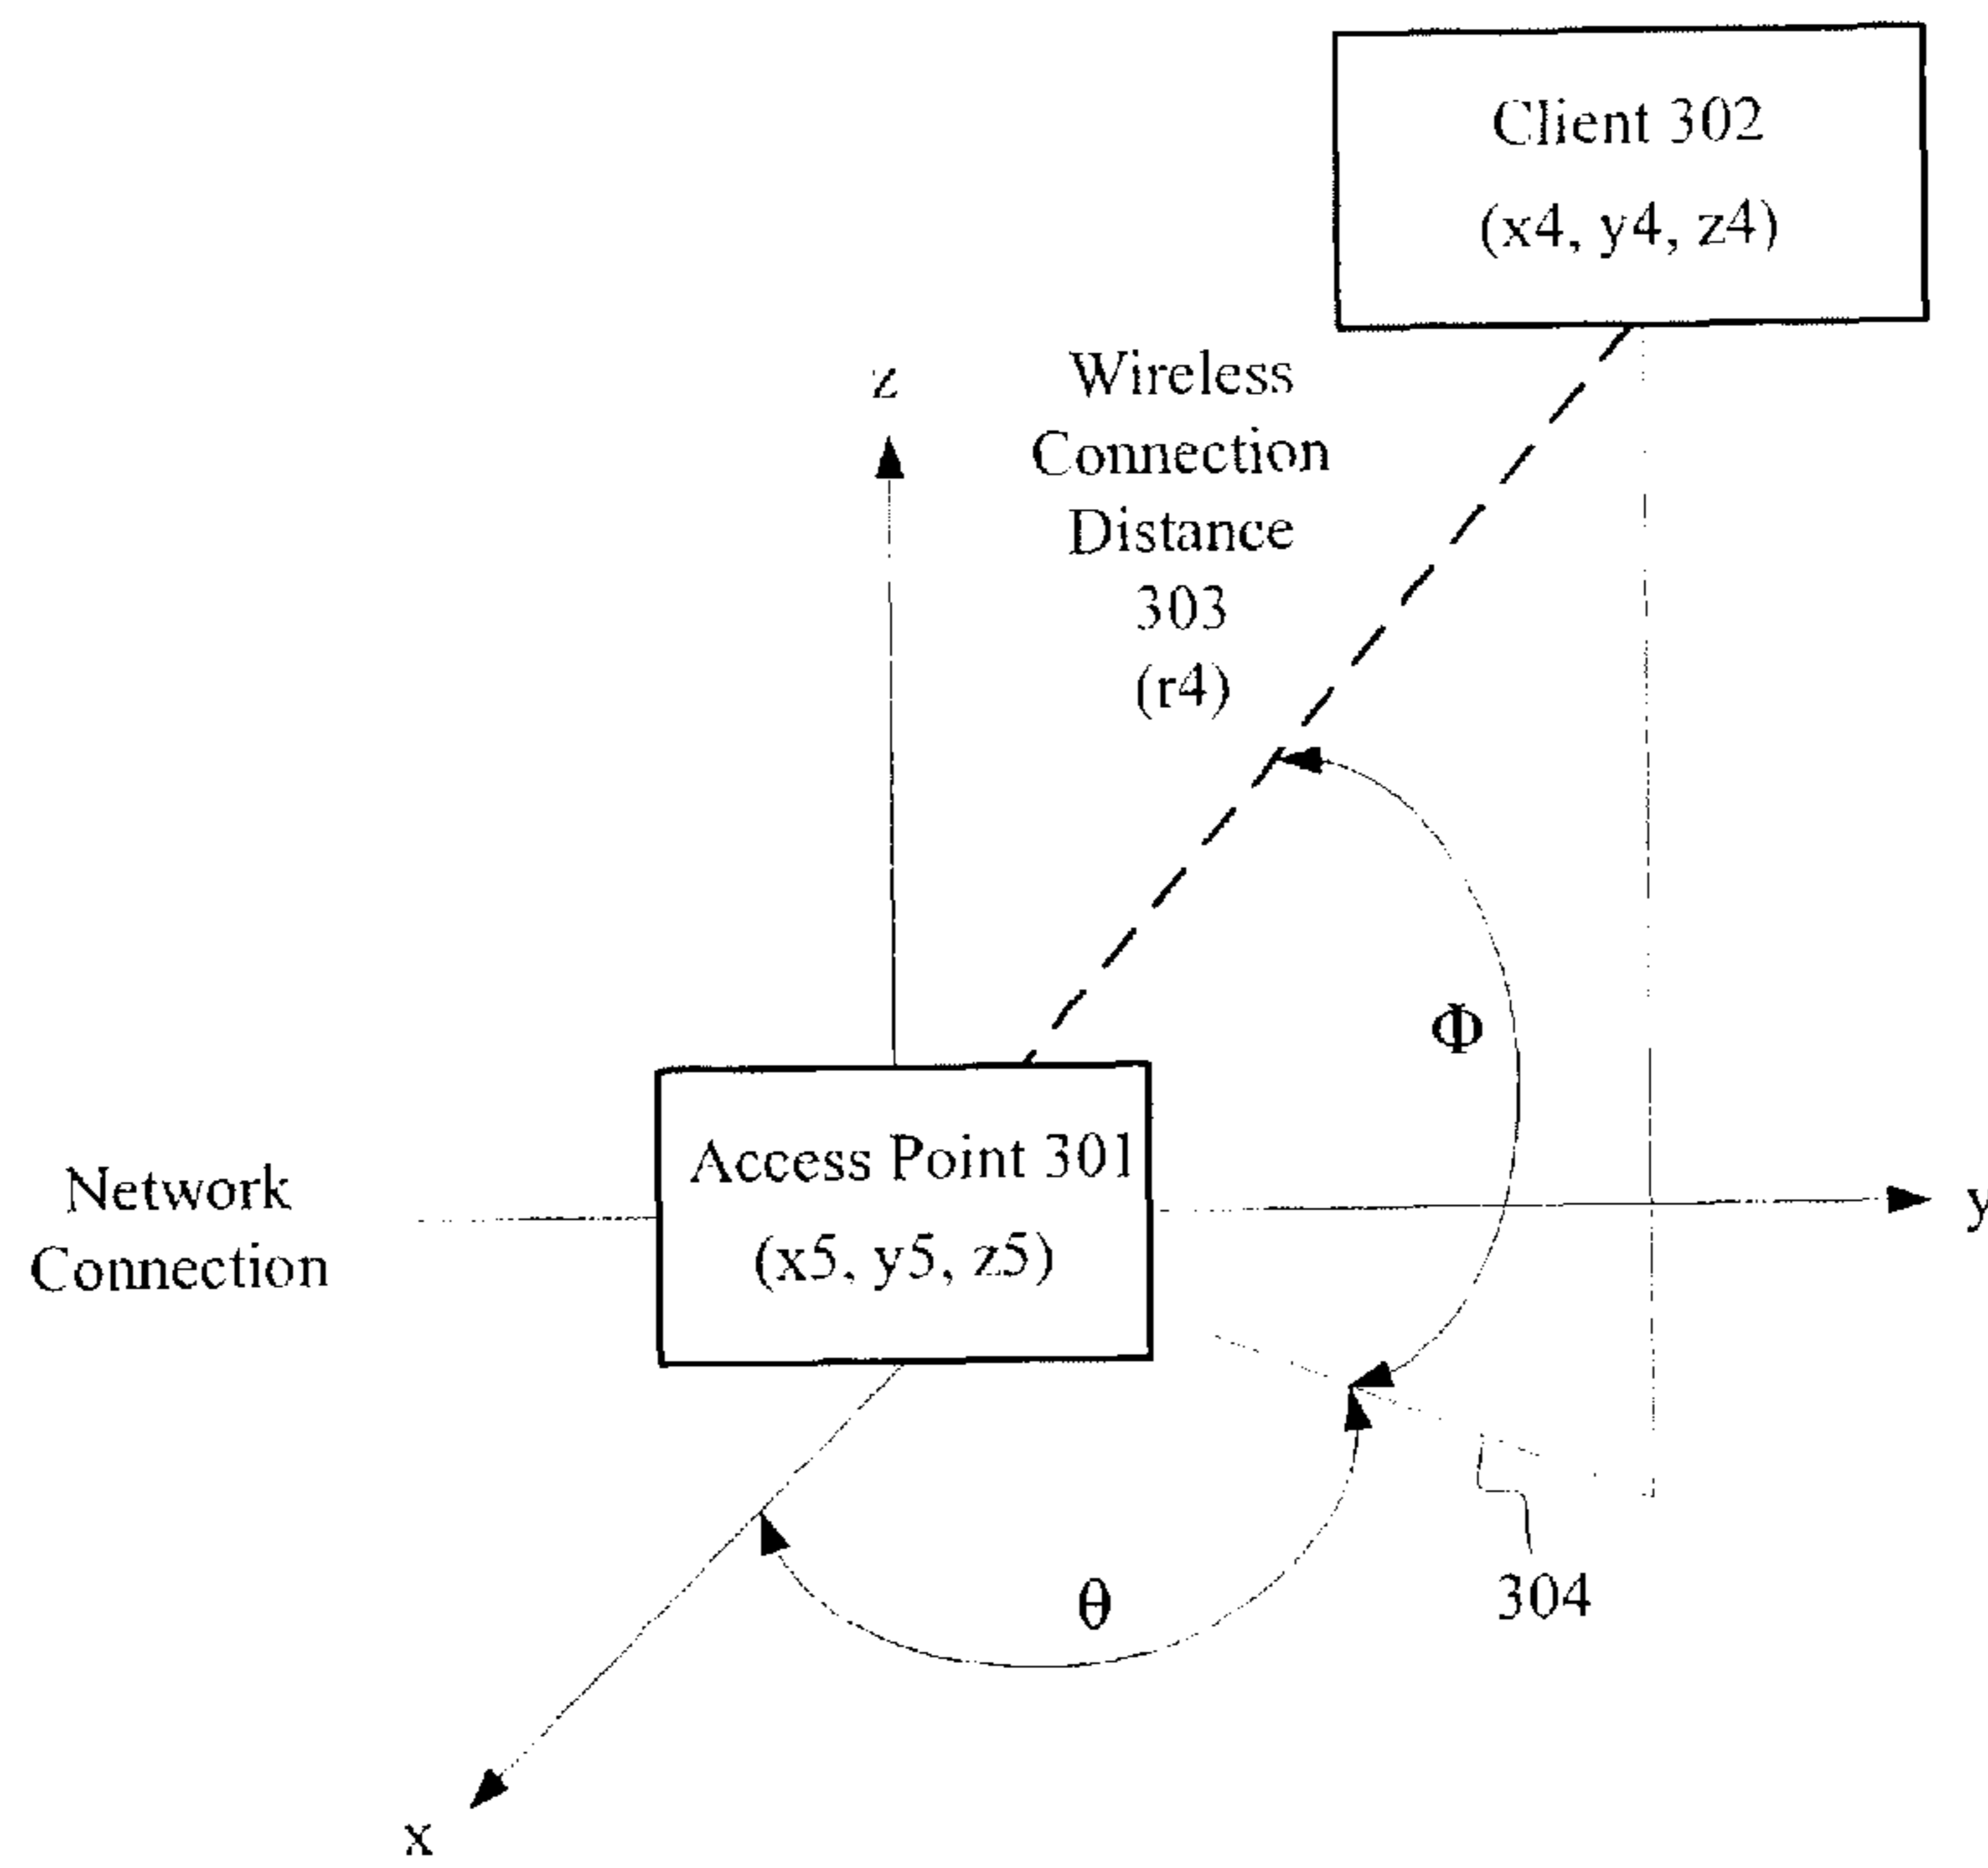 Client 302
(x4, y4, z4)
z
Wireless
Connection
Distance
303
(r4)
Φ
Access Point 301
(x5, y5, z5)
Network
Connection
y
θ
304
x